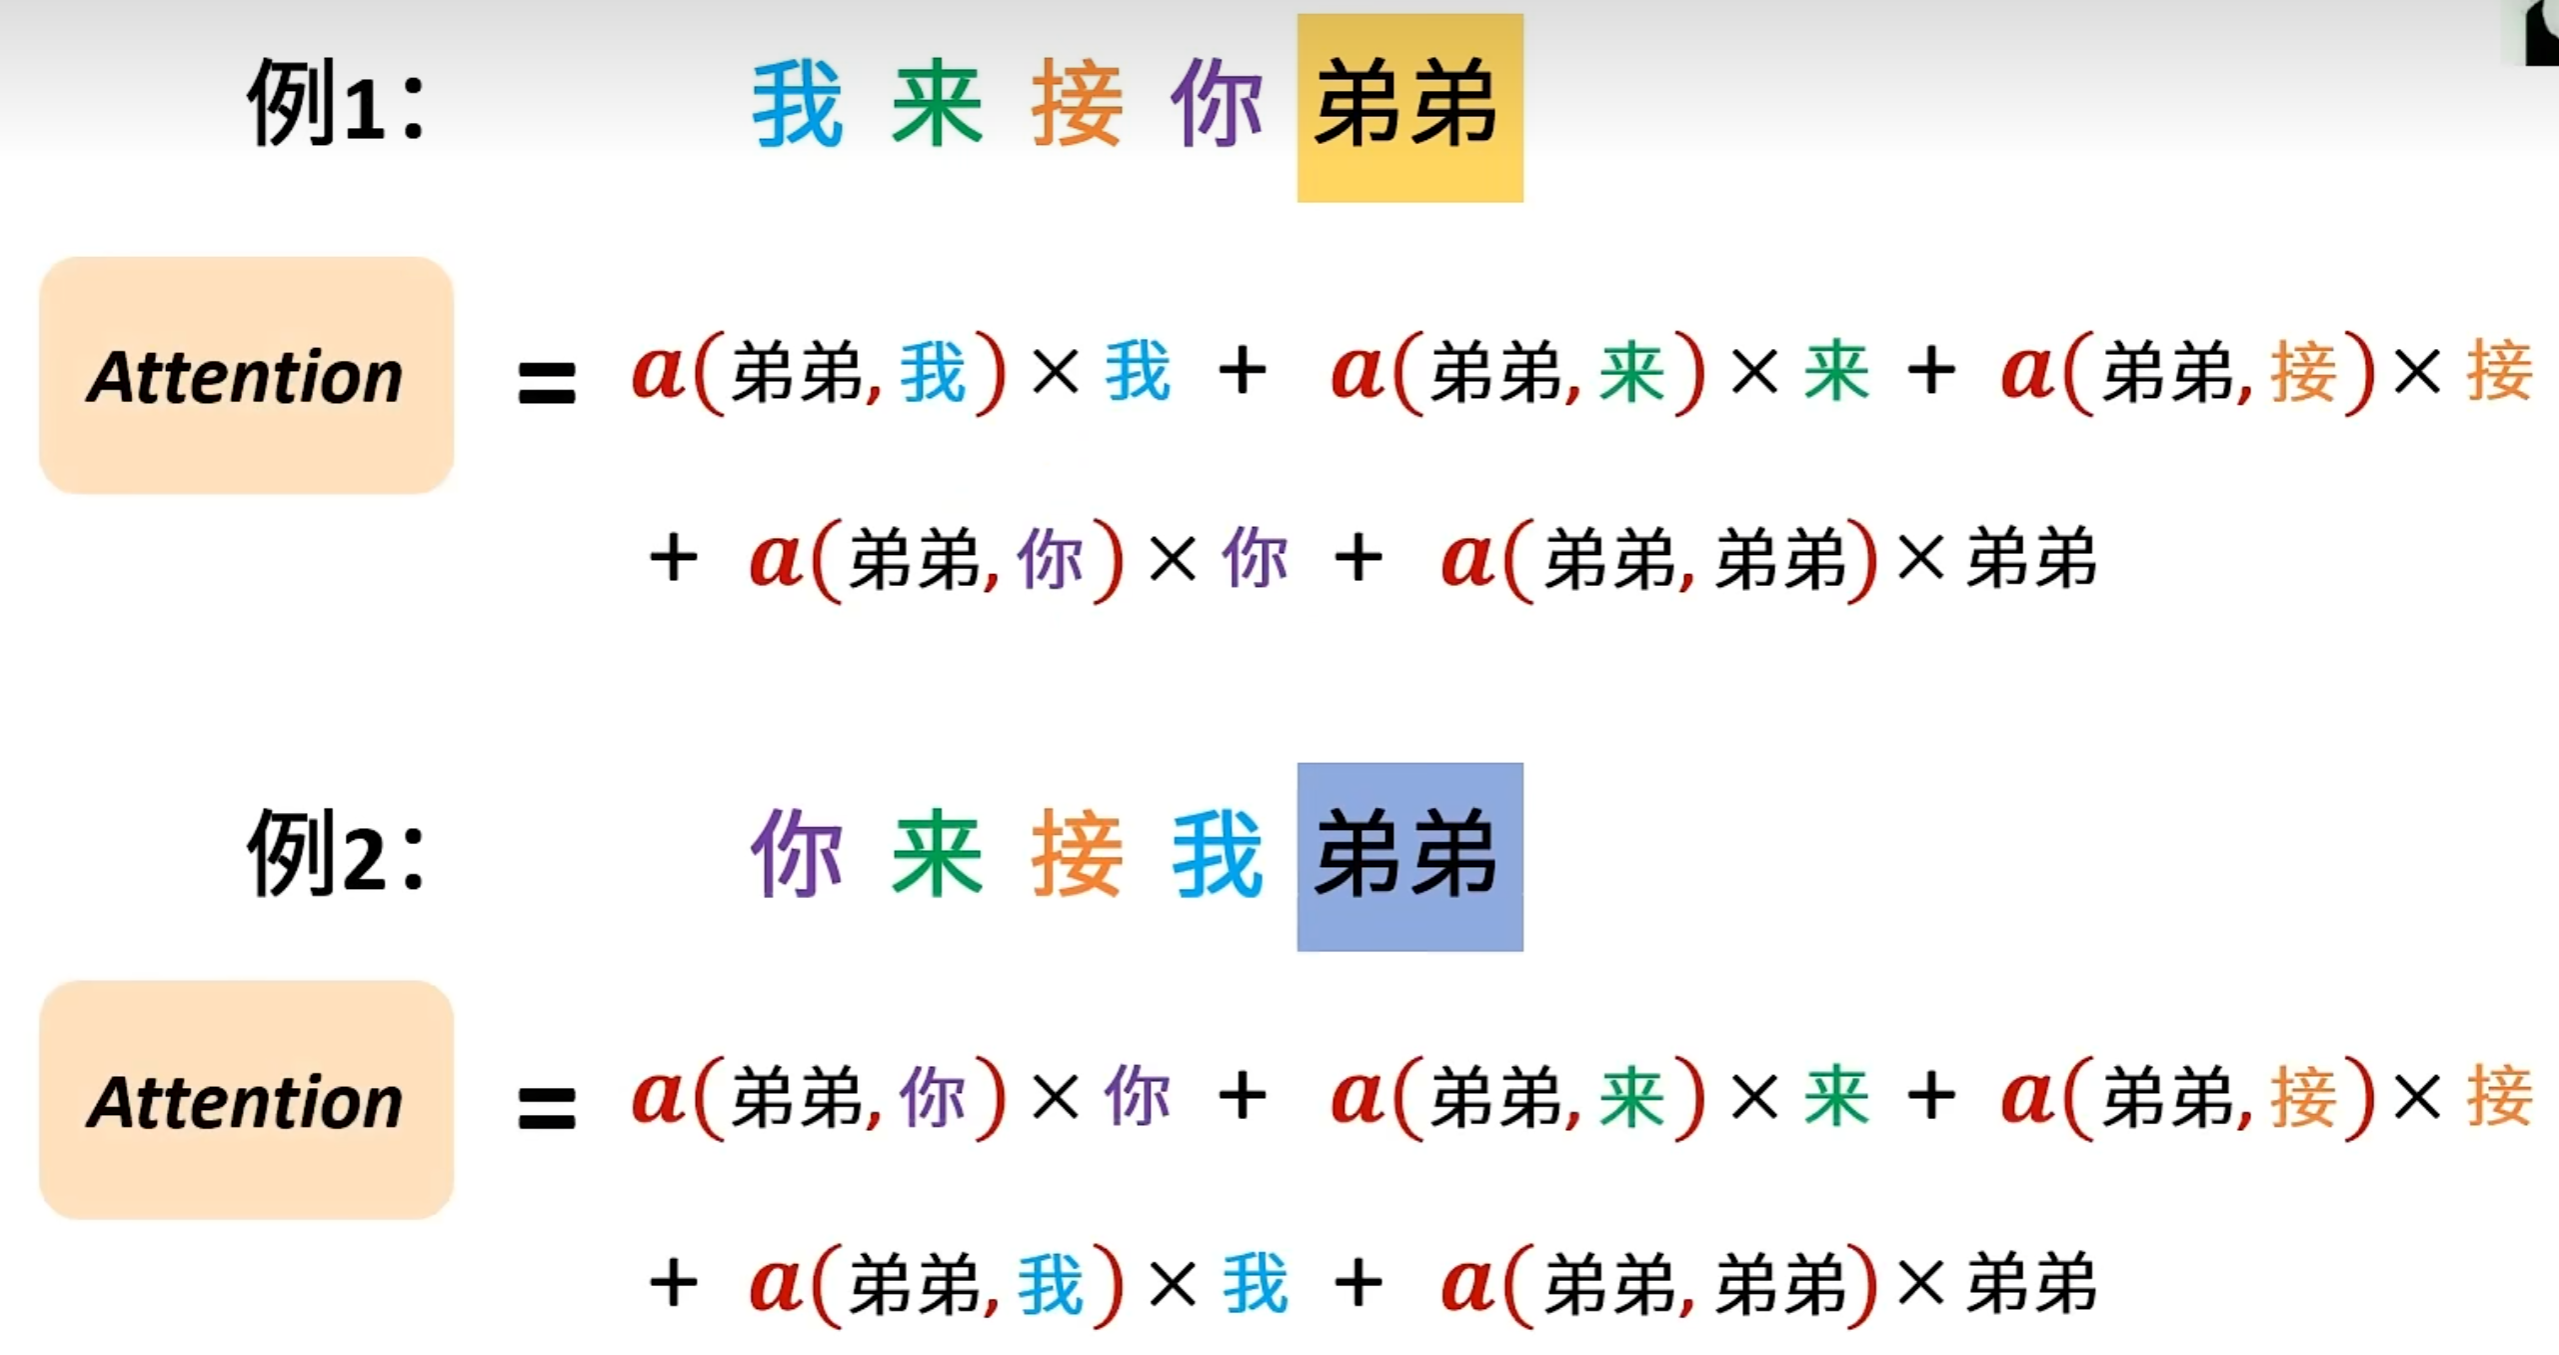 例1： 我 来 接 你 弟弟
Attention = a(弟弟, 我) × 我 + a(弟弟, 来) × 来 + a(弟弟, 接) × 接
+ a(弟弟, 你) × 你 + a(弟弟, 弟弟) × 弟弟
例2： 你 来 接 我 弟弟
Attention = a(弟弟, 你) × 你 + a(弟弟, 来) × 来 + a(弟弟, 接) × 接
+ a(弟弟, 我) × 我 + a(弟弟, 弟弟) × 弟弟